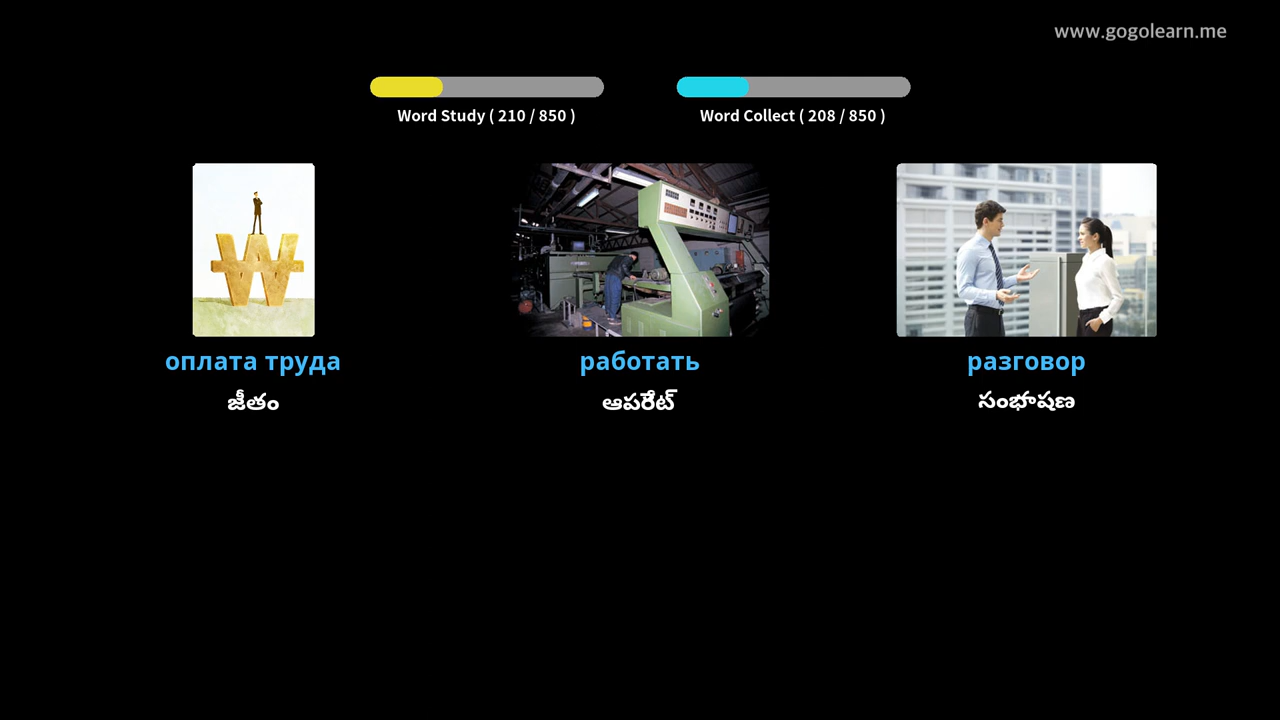 www.gogolearn.me
Word Study ( 210 / 850 )
Word Collect ( 208 / 850 )
оплата труда
работать
разговор
జీతం
ఆపరేట్
సంభాషణ